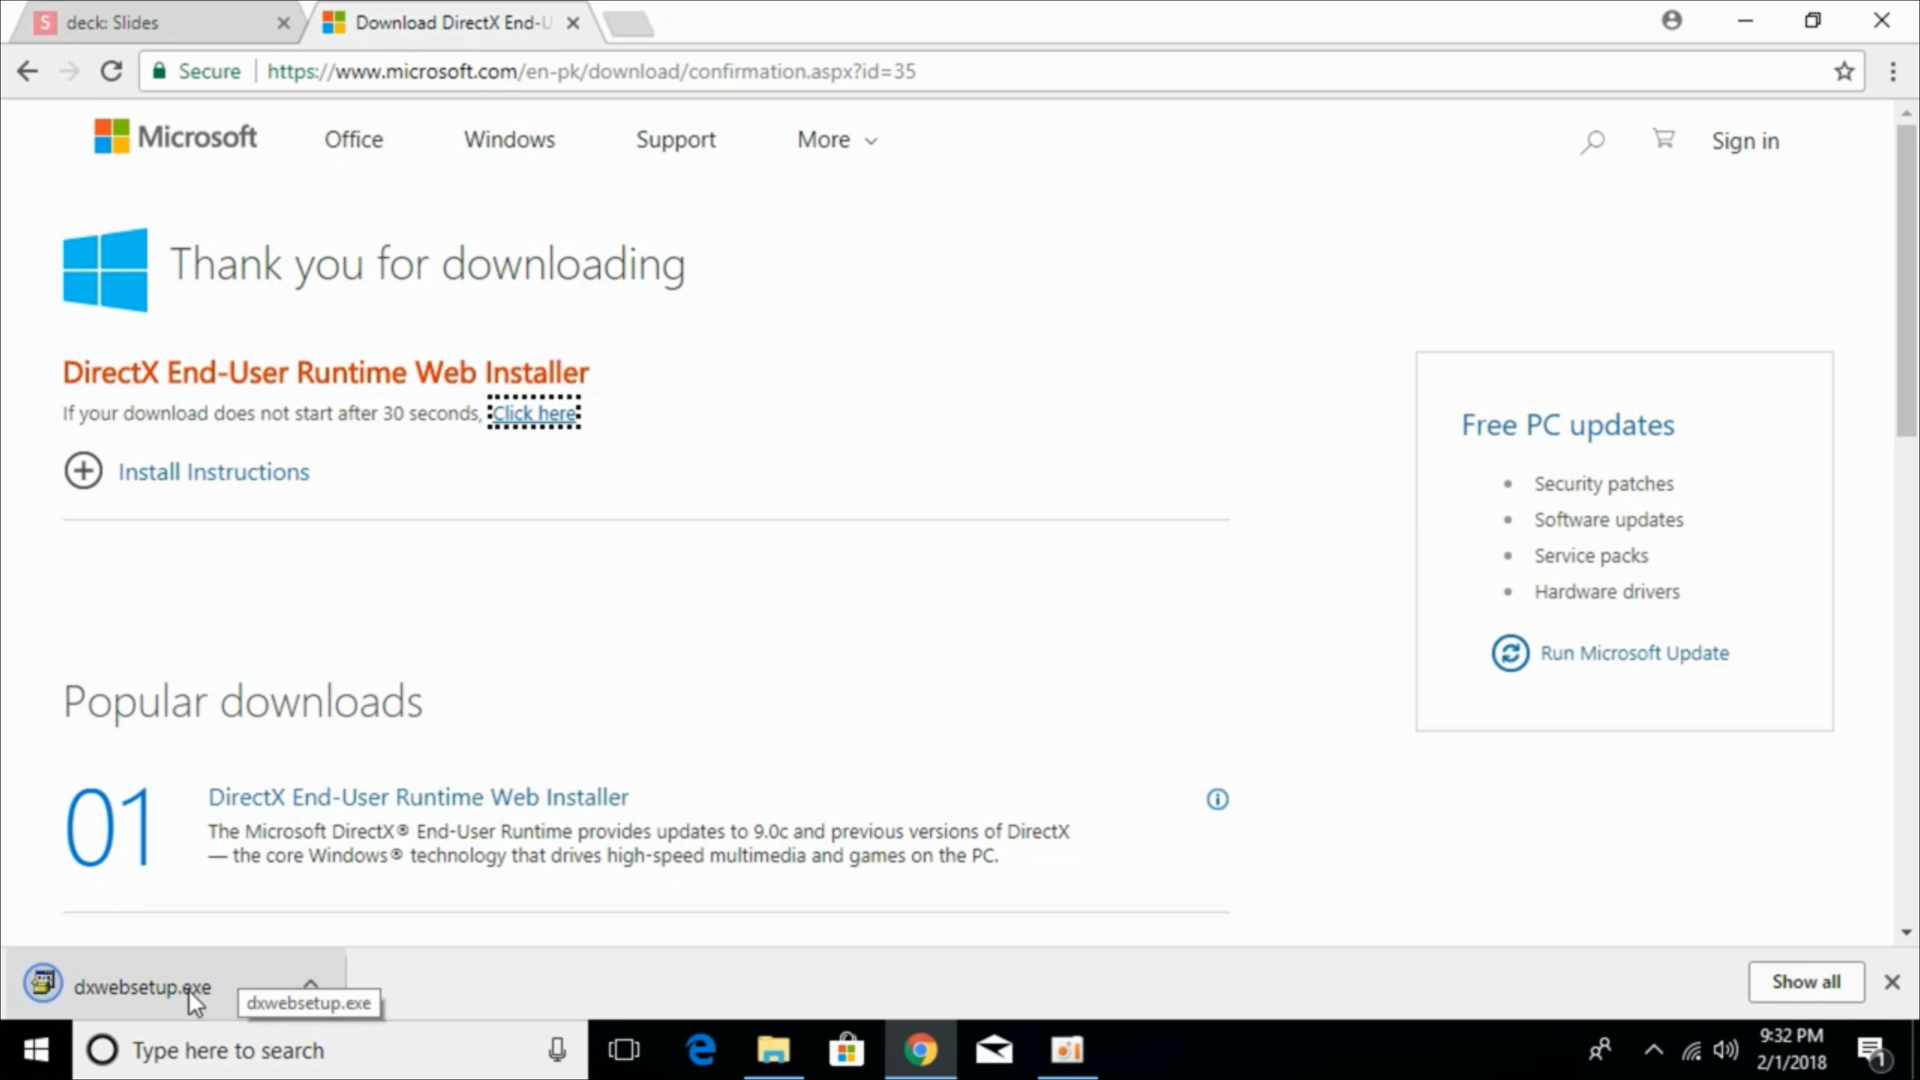 S deck: Slides
Download DirectX End-U
Secure
https://www.microsoft.com/en-pk/download/confirmation.aspx?id=35
Microsoft
Office
Windows
Support
More
Sign in
Thank you for downloading
DirectX End-User Runtime Web Installer
If your download does not start after 30 seconds, Click here
Install Instructions
Free PC updates
• Security patches
• Software updates
• Service packs
• Hardware drivers
Run Microsoft Update
Popular downloads
01
DirectX End-User Runtime Web Installer
The Microsoft DirectX® End-User Runtime provides updates to 9.0c and previous versions of DirectX
— the core Windows® technology that drives high-speed multimedia and games on the PC.
dxwebsetup.exe
dxwebsetup.exe
Show all
Type here to search
9:32 PM
2/1/2018
1